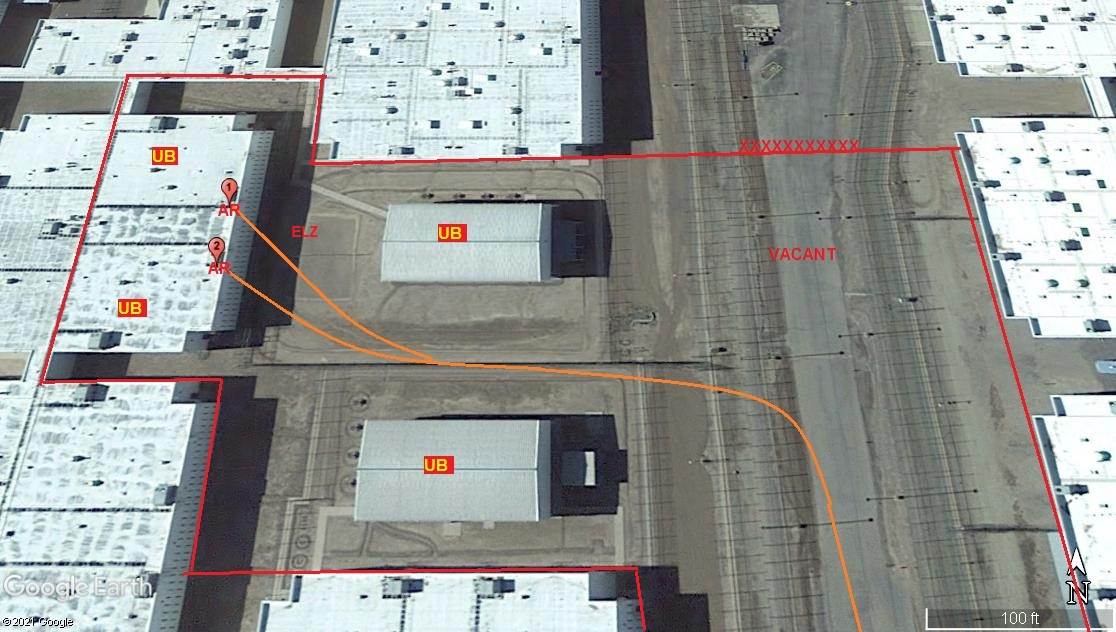 XXXXXXXXXXX
UB
1
AR
ELZ
UB
2
AR
VACANT
UB
UB
Google Earth
N
©2021 Google
100 ft